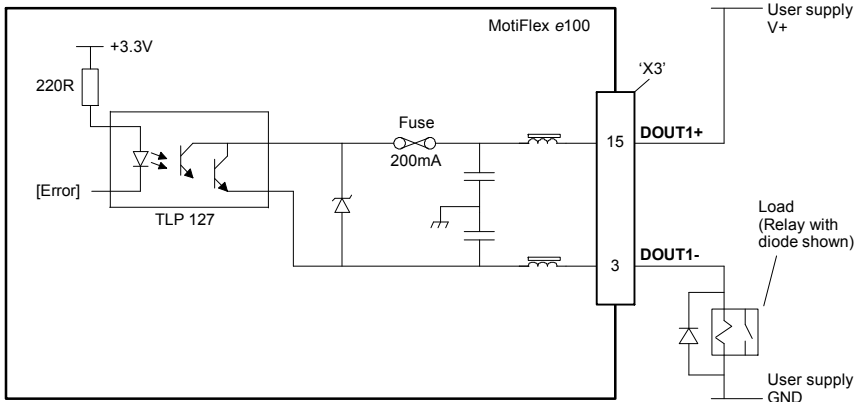 MotiFlex e100
User supply
V+
+3.3V
220R
'X3'
Fuse
200mA
15
DOUT1+
[Error]
TLP 127
Load
(Relay with
diode shown)
3
DOUT1-
User supply
GND